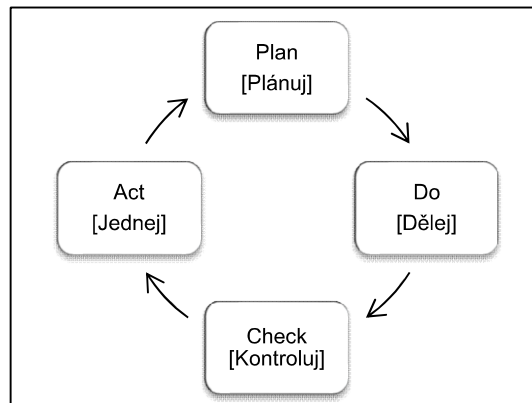 Plan
[Plánuj]
Do
[Dělej]
Check
[Kontroluj]
Act
[Jednej]